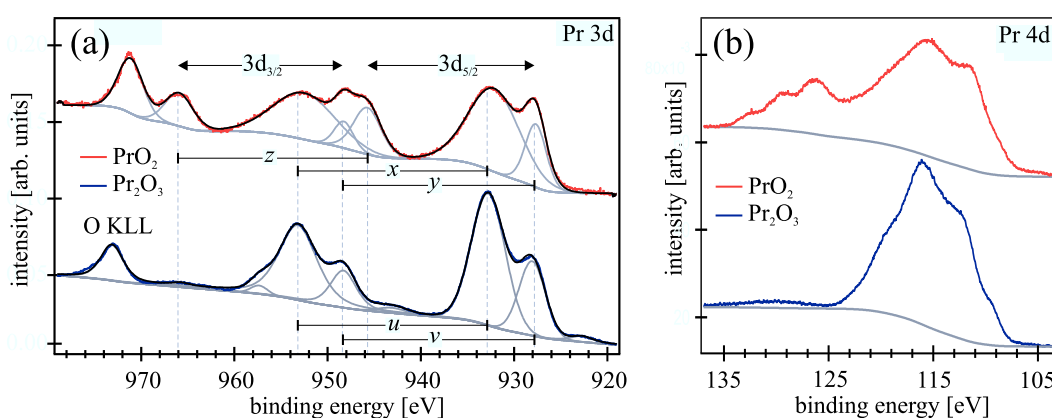 (a)
Pr 3d
3d3/2
3d5/2
z
x
y
PrO2
Pr2O3
O KLL
u
v
intensity [arb. units]
970 960 950 940 930 920
binding energy [eV]
(b)
Pr 4d
PrO2
Pr2O3
intensity [arb. units]
135 125 115 105
binding energy [eV]